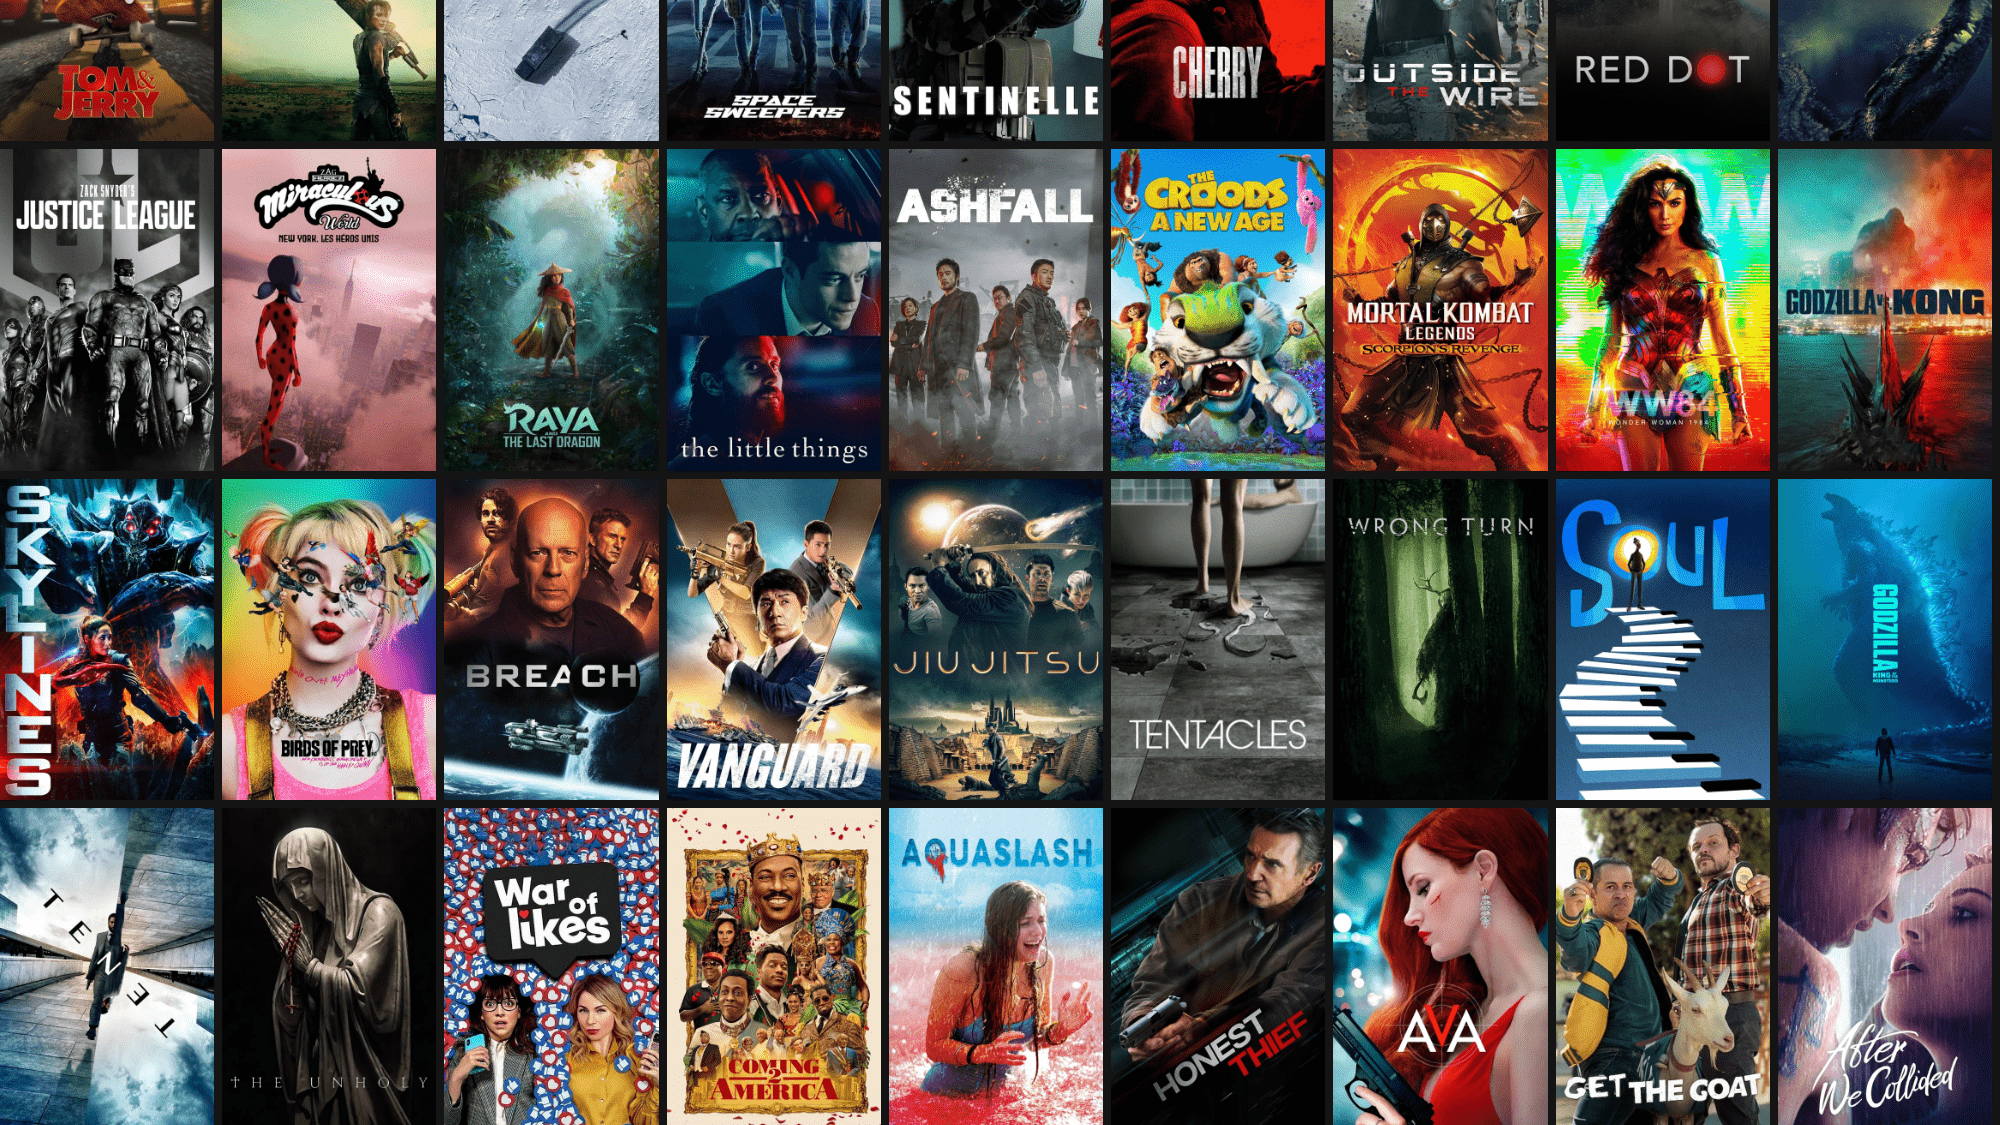 TOM &
JERRY
SPACE
SWEEPERS
SENTINELLE
CHERRY
OUTSIDE
THE WIRE
RED DOT
ZACK SNYDER'S
JUSTICE LEAGUE
JL
ZAG
HEROEZ
Miraculous
World
NEW YORK, LES HÉROS UNIS
RAYA
AND
THE LAST DRAGON
the little things
ASHFALL
THE
CROODS
A NEW AGE
MORTAL KOMBAT
LEGENDS
SCORPION'S REVENGE
WW
WW84
WONDER WOMAN 1984
GODZILLA v. KONG
SKYLINES
BIRDS OF PREY
BREACH
VANGUARD
JIU JITSU
TENTACLES
WRONG TURN
SOUL
GODZILLA
KING OF THE
MONSTERS
TENET
THE UNHOLY
War
of
likes
COMING
2
AMERICA
AQUASLASH
HONEST
THIEF
AVA
GET THE GOAT
After
We Collided